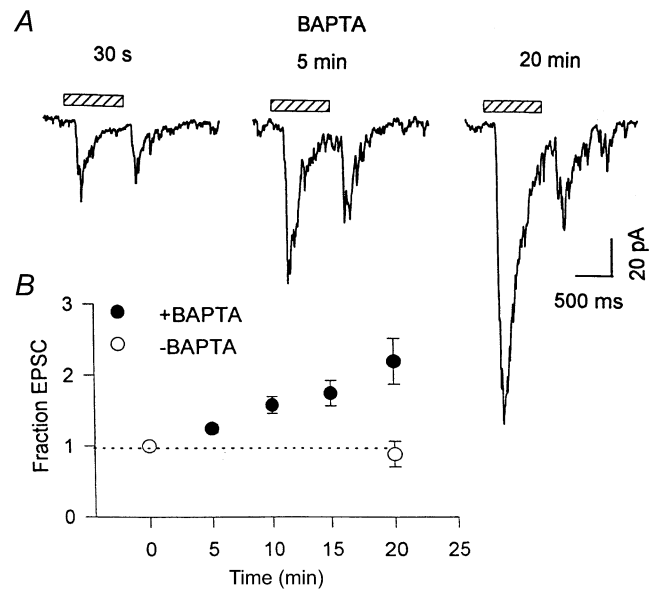 A
BAPTA
30 s
5 min
20 min
20 pA
500 ms
B
3
2
1
0
Fraction EPSC
+BAPTA
-BAPTA
0
5
10
15
20
25
Time (min)